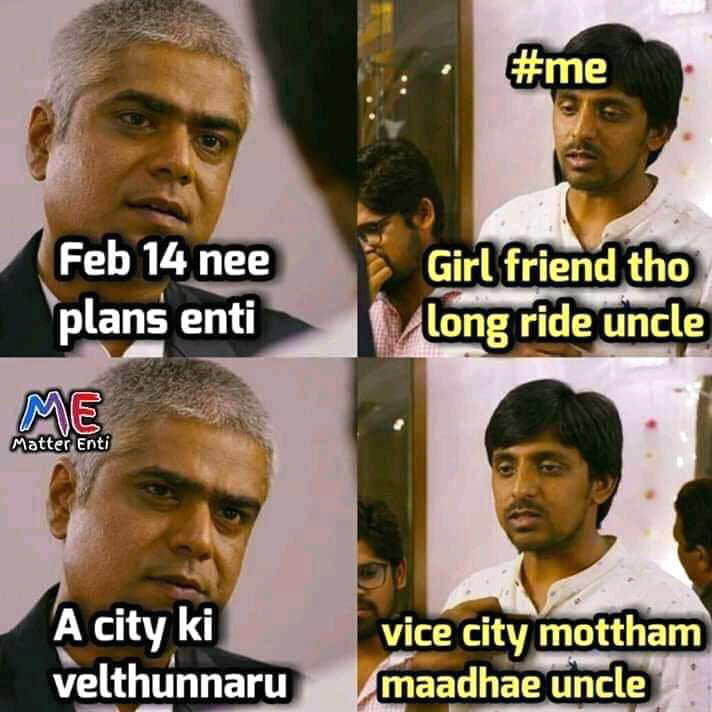 #me
Feb 14 nee
plans enti
Girl friend tho
long ride uncle
ME
Matter Enti
A city ki
velthunnaru
vice city mottham
maadhae uncle